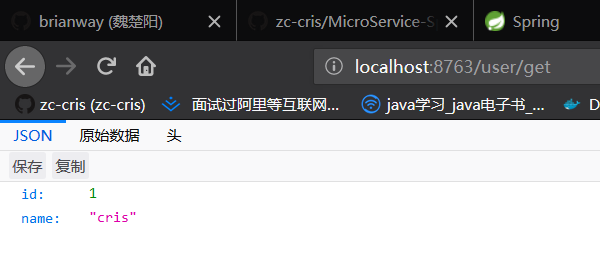 brianway (魏楚阳) zc-cris/MicroService-S Spring
localhost:8763/user/get
zc-cris (zc-cris) 面试过阿里等互联网... java学习_java电子书_... D
JSON 原始数据 头
保存 复制
id: 1
name: "cris"